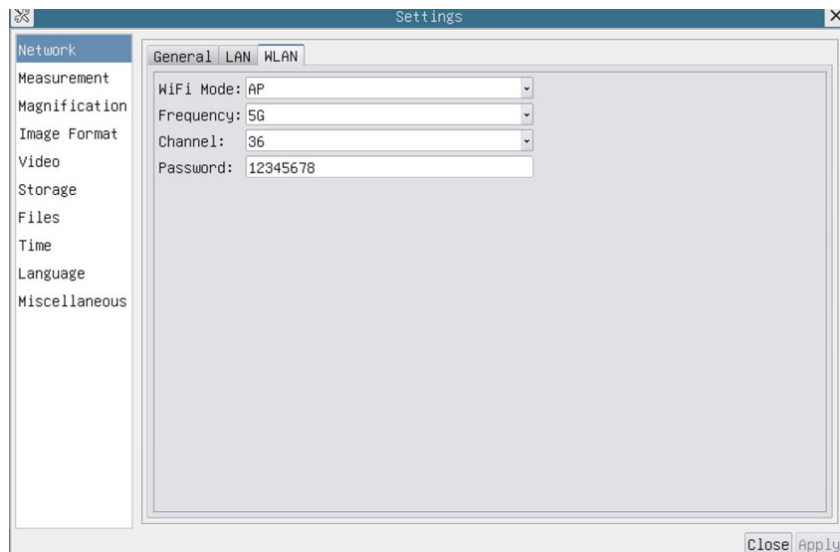 Settings
Network
Measurement
Magnification
Image Format
Video
Storage
Files
Time
Language
Miscellaneous
General LAN WLAN
WiFi Mode: AP
Frequency: 5G
Channel: 36
Password: 12345678
Close Apply